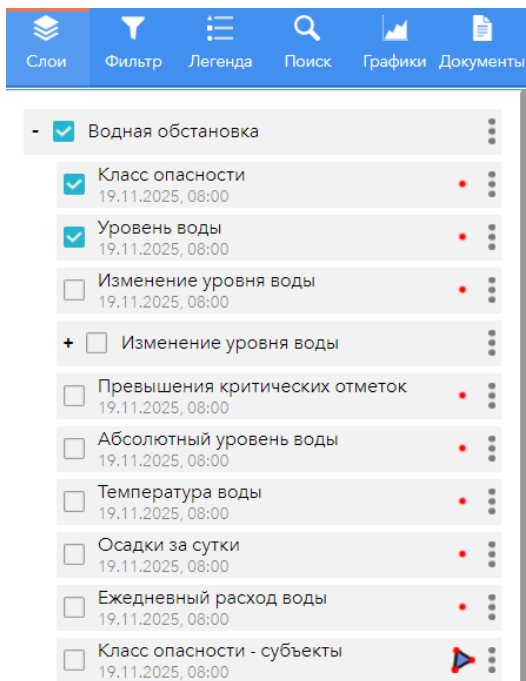 Слои Фильтр Легенда Поиск Графики Документы
- Водная обстановка
Класс опасности
19.11.2025, 08:00
Уровень воды
19.11.2025, 08:00
Изменение уровня воды
19.11.2025, 08:00
+ Изменение уровня воды
Превышения критических отметок
19.11.2025, 08:00
Абсолютный уровень воды
19.11.2025, 08:00
Температура воды
19.11.2025, 08:00
Осадки за сутки
19.11.2025, 08:00
Ежедневный расход воды
19.11.2025, 08:00
Класс опасности - субъекты
19.11.2025, 08:00